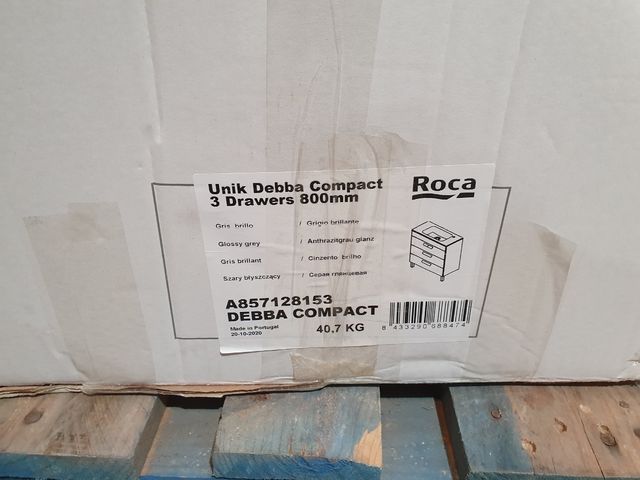 Unik Debba Compact
3 Drawers 800mm
Roca
Gris brillo / Grigio brillante
Glossy grey / Anthrazitgrau glanz
Gris brillant / Cinzento brilho
Szary błyszczący / Серая глянцевая
A857128153
DEBBA COMPACT
Made in Portugal
20-10-2020
40,7 KG
8 433290 688474